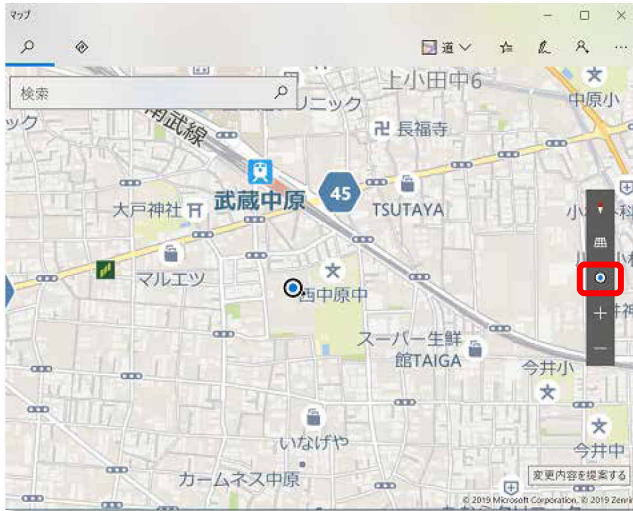 マップ
道
検索
上小田中6
中原小
リニック
ック
南武線
長福寺
45
武蔵中原
大戸神社
TSUTAYA
マルエツ
西中原中
スーパー生鮮
館TAIGA
今井小
いなげや
今井中
カームネス中原
変更内容を提案する
© 2019 Microsoft Corporation, © 2019 Zenrin